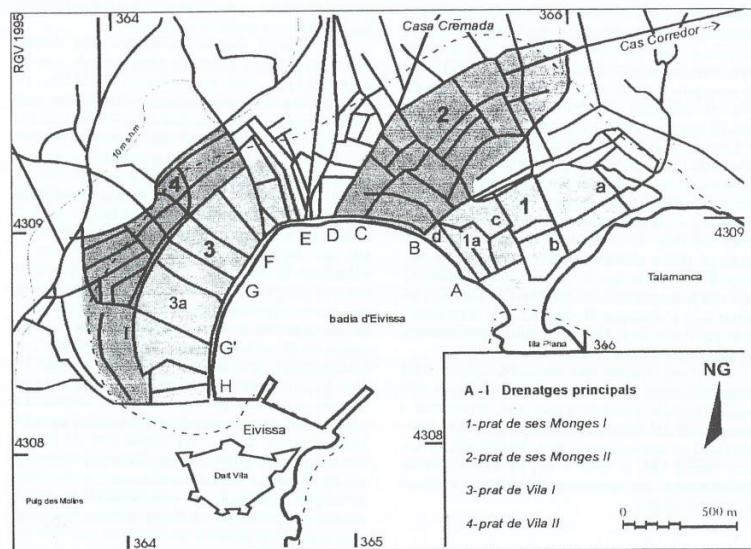 RGV 1995
364
366
Casa Cremada
Cas Corredor
10 m s.n.m
2
4
1
a
4309
4309
c
3
E
D
C
d
1a
b
F
B
Talamanca
G
A
3a
badia d'Eivissa
I
G'
Illa Plana
366
H
A - I Drenatges principals
NG
Eivissa
1-prat de ses Monges I
4308
4308
2-prat de ses Monges II
Dalt Vila
3-prat de Vila I
Puig des Molins
4-prat de Vila II
0 500 m
364
365